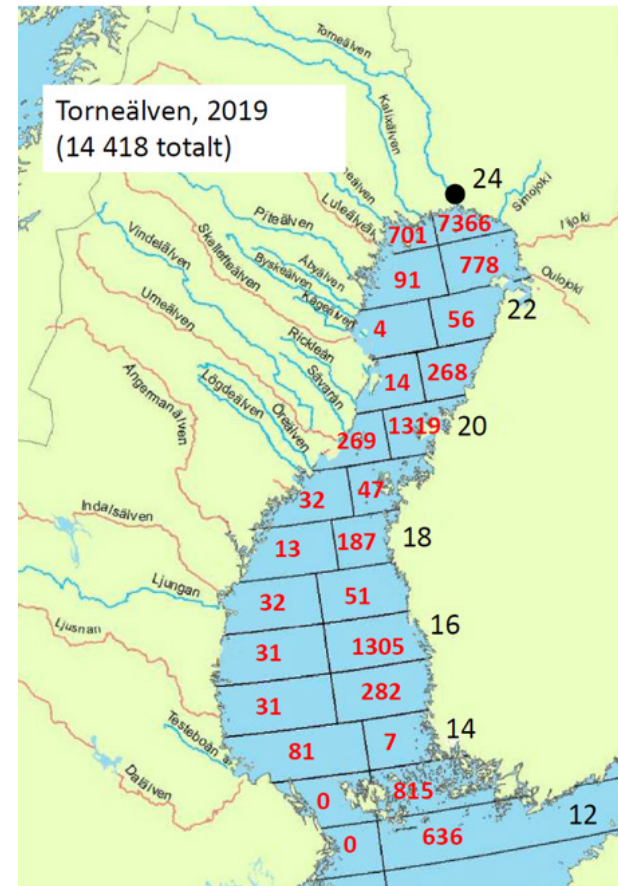 Torneälven, 2019
(14 418 totalt)
Torneälven
Kalixälven
Simojoki
Iijoki
Oulojoki
Luleälven
Piteälven
Åbyälven
Byskeälven
Kågeälven
Skellefteälven
Vindelälven
Umeälven
Rickleån
Sävarån
Öreälven
Lögdeälven
Ångermanälven
Indalsälven
Ljungan
Ljusnan
Testeboån
Dalälven
24
701 7366
91 778
22
4 56
14 268
269 1319 20
32 47
13 187 18
32 51
31 1305 16
31 282
81 7 14
0 815
0 636 12